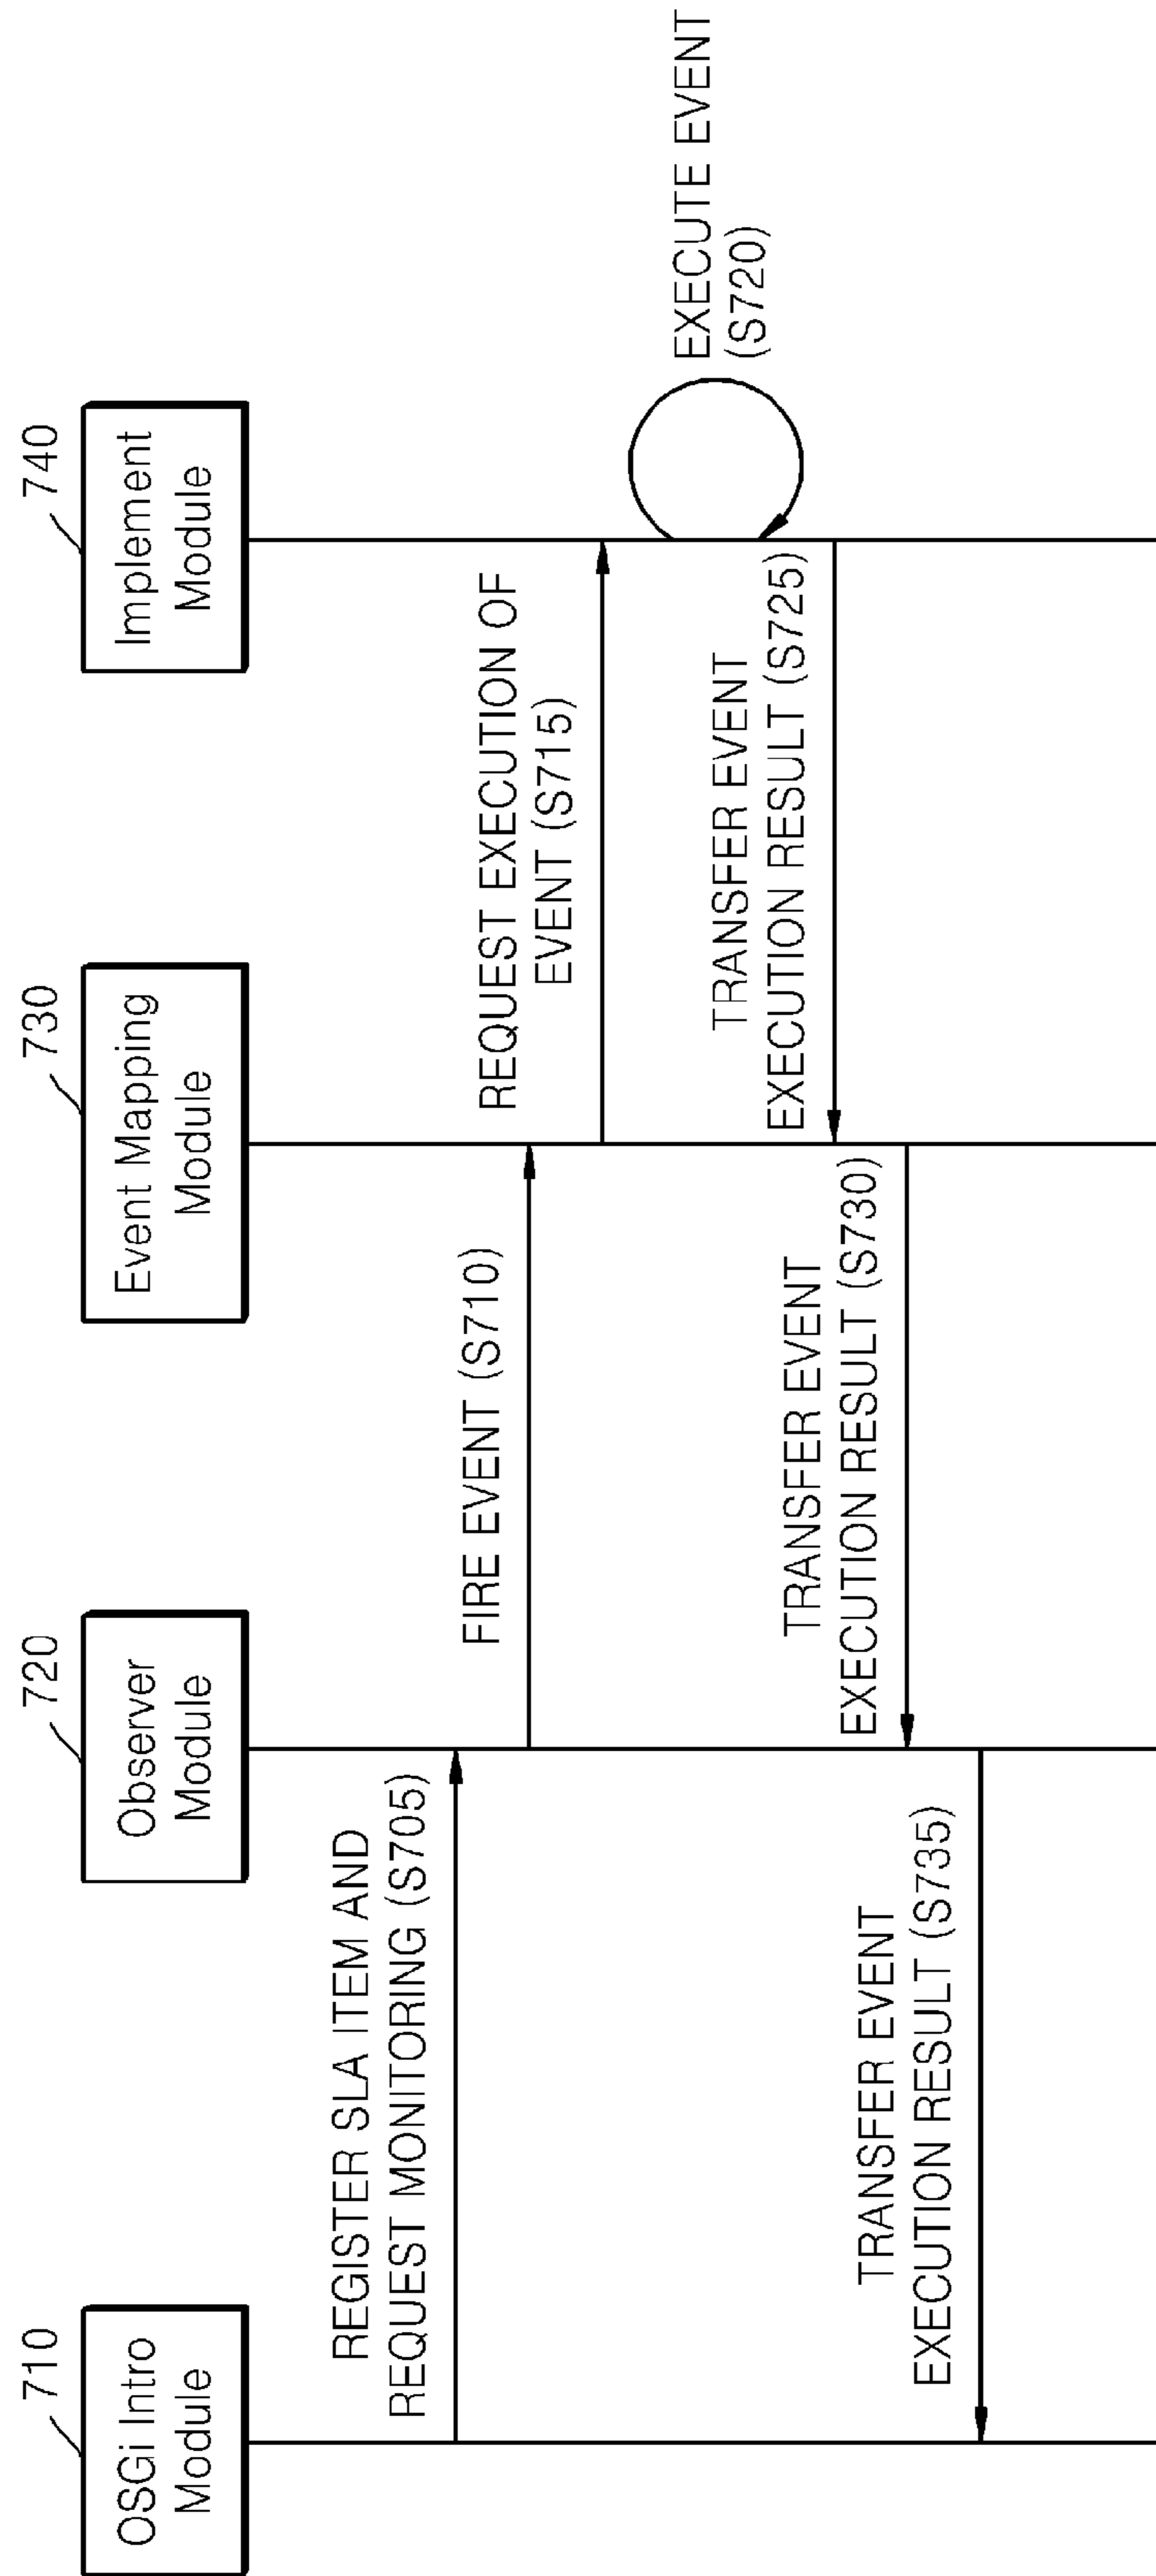 710
OSGi Intro
Module
720
Observer
Module
730
Event Mapping
Module
740
Implement
Module
REGISTER SLA ITEM AND
REQUEST MONITORING (S705)
FIRE EVENT (S710)
REQUEST EXECUTION OF
EVENT (S715)
EXECUTE EVENT
(S720)
TRANSFER EVENT
EXECUTION RESULT (S725)
TRANSFER EVENT
EXECUTION RESULT (S730)
TRANSFER EVENT
EXECUTION RESULT (S735)